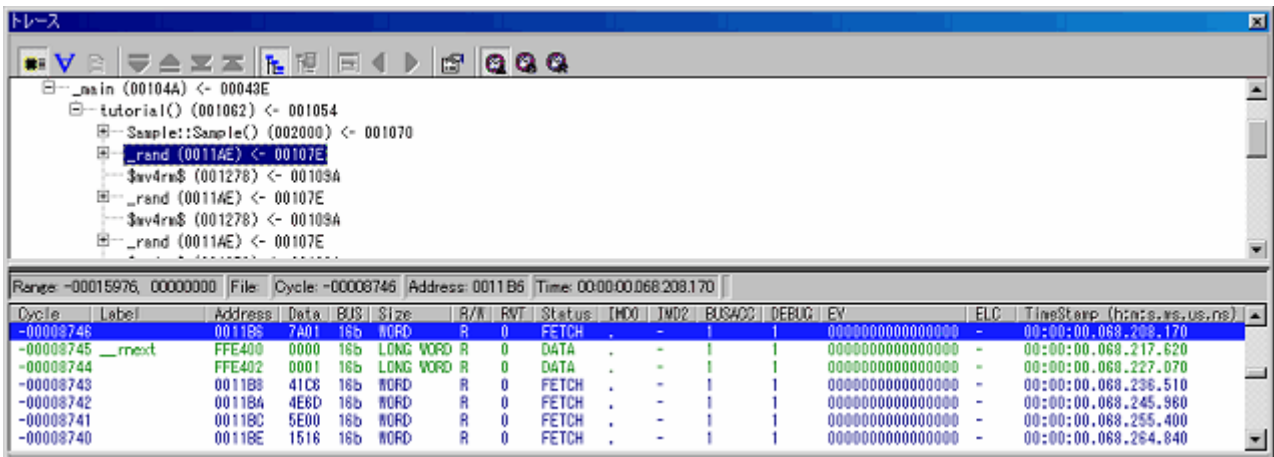 トレース
_main (00104A) <- 00043E
tutorial() (001062) <- 001054
Sample::Sample() (002000) <- 001070
_rand (0011AE) <- 00107E
$mv4rm$ (001278) <- 00109A
_rand (0011AE) <- 00107E
$mv4rm$ (001278) <- 00109A
_rand (0011AE) <- 00107E
Range: -00015976, 00000000 File: Cycle: -00008746 Address: 0011B6 Time: 00:00:00.068.208.170
Cycle Label Address Data BUS Size R/W RWT Status IMD0 IMD2 BUSACC DEBUG EV ELC TimeStamp (h:m:s.ms.us.ns)
-00008746 0011B6 7A01 16b WORD R 0 FETCH . - 1 1 0000000000000000 - 00:00:00.068.208.170
-00008745 __rnext FFE400 0000 16b LONG WORD R 0 DATA . - 1 1 0000000000000000 - 00:00:00.068.217.620
-00008744 FFE402 0001 16b LONG WORD R 0 DATA . - 1 1 0000000000000000 - 00:00:00.068.227.070
-00008743 0011B8 41C6 16b WORD R 0 FETCH . - 1 1 0000000000000000 - 00:00:00.068.236.510
-00008742 0011BA 4E6D 16b WORD R 0 FETCH . - 1 1 0000000000000000 - 00:00:00.068.245.960
-00008741 0011BC 5E00 16b WORD R 0 FETCH . - 1 1 0000000000000000 - 00:00:00.068.255.400
-00008740 0011BE 1516 16b WORD R 0 FETCH . - 1 1 0000000000000000 - 00:00:00.068.264.840